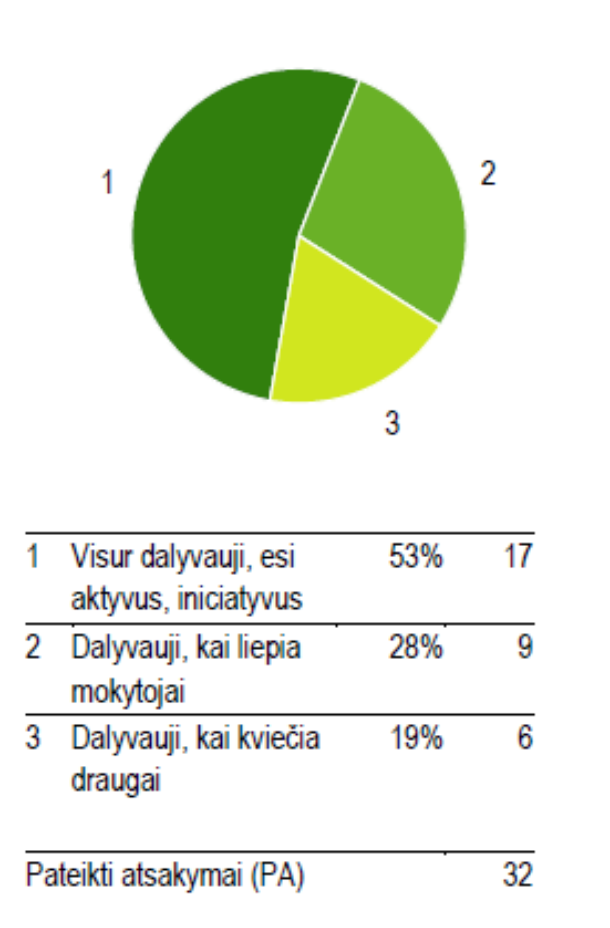 1
2
3
1 Visur dalyvauji, esi 53% 17
aktyvus, iniciatyvus
2 Dalyvauji, kai liepia 28% 9
mokytojai
3 Dalyvauji, kai kviečia 19% 6
draugai
Pateikti atsakymai (PA) 32